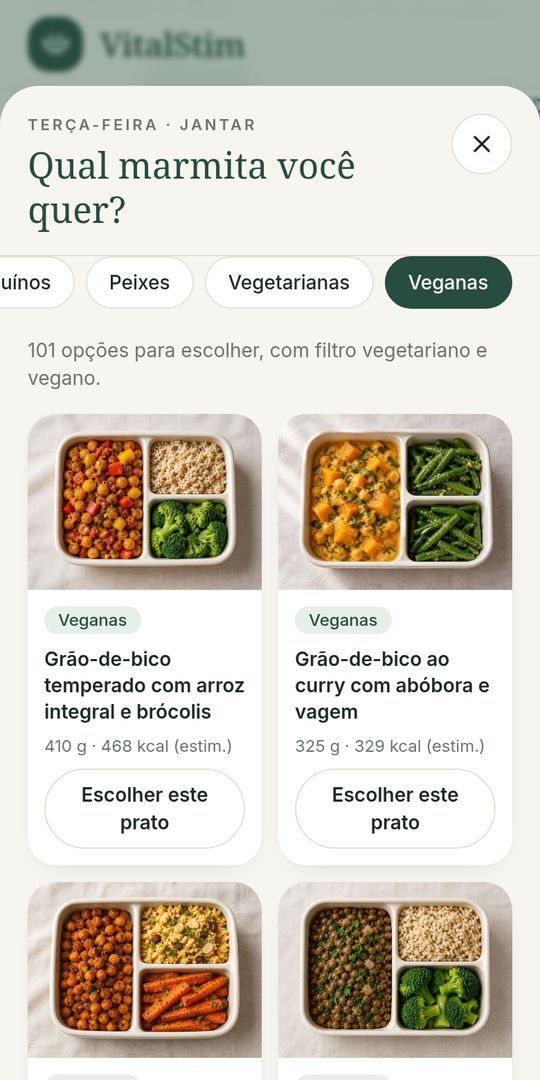 VitalStim
TERÇA-FEIRA · JANTAR
Qual marmita você
quer?
uínos
Peixes
Vegetarianas
Veganas
101 opções para escolher, com filtro vegetariano e
vegano.
Veganas
Grão-de-bico
temperado com arroz
integral e brócolis
410 g · 468 kcal (estim.)
Escolher este
prato
Veganas
Grão-de-bico ao
curry com abóbora e
vagem
325 g · 329 kcal (estim.)
Escolher este
prato